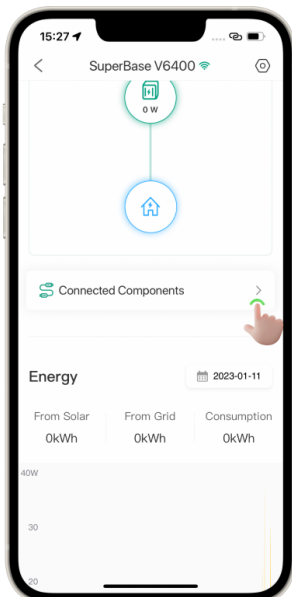 15:27
SuperBase V6400
0 W
Connected Components
Energy
2023-01-11
From Solar From Grid Consumption
0kWh 0kWh 0kWh
40W
30
20